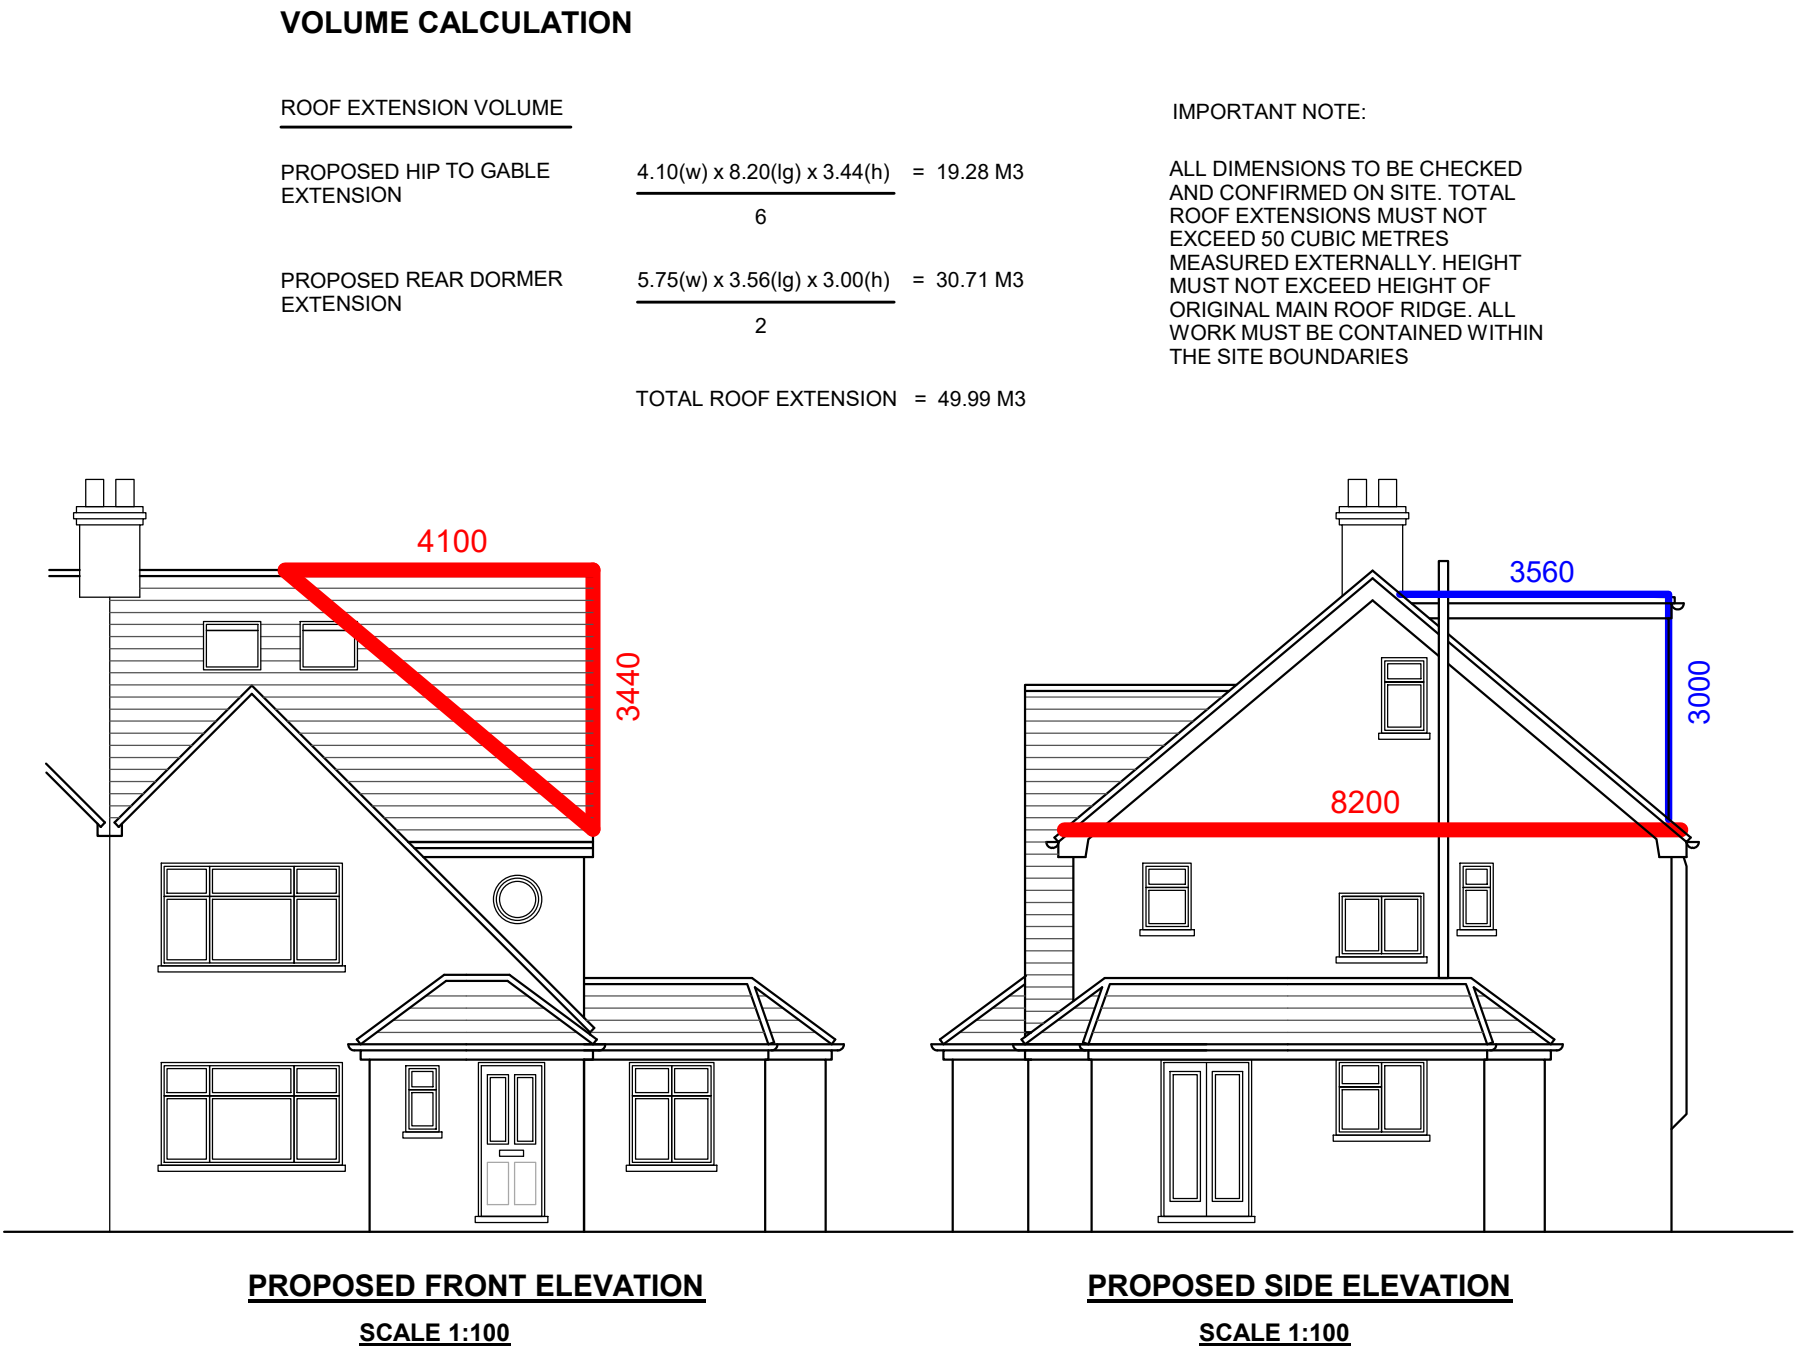 VOLUME CALCULATION
ROOF EXTENSION VOLUME
PROPOSED HIP TO GABLE
EXTENSION
4.10(w) x 8.20(lg) x 3.44(h) = 19.28 M3
6
PROPOSED REAR DORMER
EXTENSION
5.75(w) x 3.56(lg) x 3.00(h) = 30.71 M3
2
TOTAL ROOF EXTENSION = 49.99 M3
IMPORTANT NOTE:
ALL DIMENSIONS TO BE CHECKED
AND CONFIRMED ON SITE. TOTAL
ROOF EXTENSIONS MUST NOT
EXCEED 50 CUBIC METRES
MEASURED EXTERNALLY. HEIGHT
MUST NOT EXCEED HEIGHT OF
ORIGINAL MAIN ROOF RIDGE. ALL
WORK MUST BE CONTAINED WITHIN
THE SITE BOUNDARIES
4100
3440
3560
3000
8200
PROPOSED FRONT ELEVATION
SCALE 1:100
PROPOSED SIDE ELEVATION
SCALE 1:100